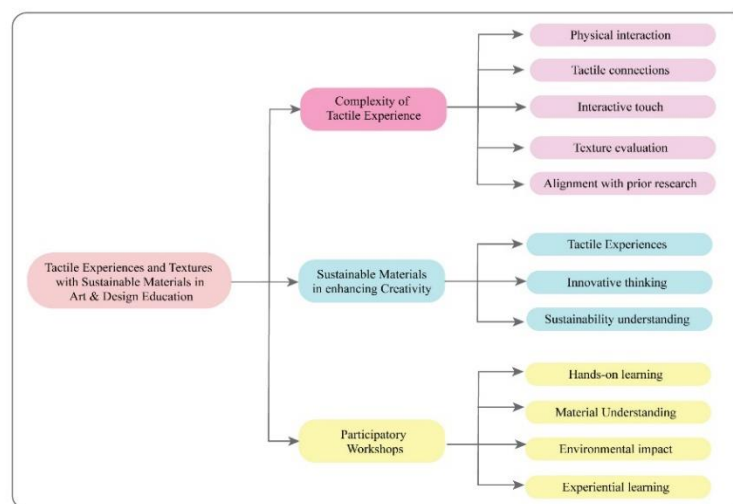 Tactile Experiences and Textures
with Sustainable Materials in
Art & Design Education
Complexity of
Tactile Experience
Physical interaction
Tactile connections
Interactive touch
Texture evaluation
Alignment with prior research
Sustainable Materials
in enhancing Creativity
Tactile Experiences
Innovative thinking
Sustainability understanding
Participatory
Workshops
Hands-on learning
Material Understanding
Environmental impact
Experiential learning